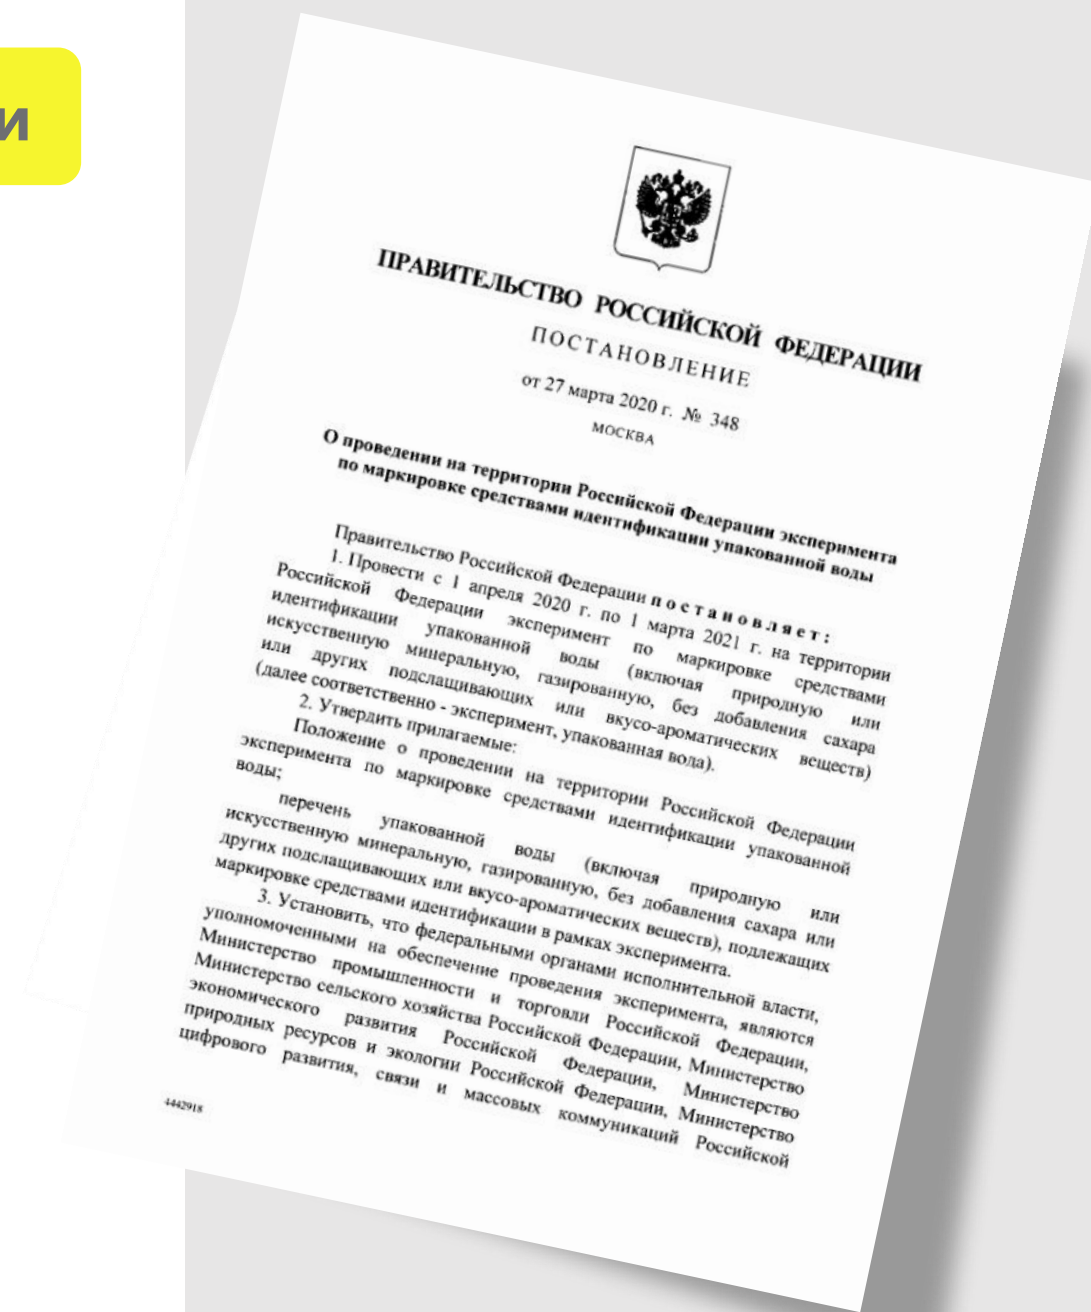 и
ПРАВИТЕЛЬСТВО РОССИЙСКОЙ ФЕДЕРАЦИИ
ПОСТАНОВЛЕНИЕ
от 27 марта 2020 г. № 348
МОСКВА
О проведении на территории Российской Федерации эксперимента
по маркировке средствами идентификации упакованной воды
Правительство Российской Федерации постановляет:
1. Провести с 1 апреля 2020 г. по 1 марта 2021 г. на территории
Российской Федерации эксперимент по маркировке средствами
идентификации упакованной воды (включая природную или
искусственную минеральную, газированную, без добавления сахара
или других подслащивающих или вкусо-ароматических веществ)
(далее соответственно - эксперимент, упакованная вода).
2. Утвердить прилагаемые:
Положение о проведении на территории Российской Федерации
эксперимента по маркировке средствами идентификации упакованной
воды;
перечень упакованной воды (включая природную или
искусственную минеральную, газированную, без добавления сахара или
других подслащивающих или вкусо-ароматических веществ), подлежащих
маркировке средствами идентификации в рамках эксперимента.
3. Установить, что федеральными органами исполнительной власти,
уполномоченными на обеспечение проведения эксперимента, являются
Министерство промышленности и торговли Российской Федерации,
Министерство сельского хозяйства Российской Федерации, Министерство
экономического развития Российской Федерации, Министерство
природных ресурсов и экологии Российской Федерации, Министерство
цифрового развития, связи и массовых коммуникаций Российской
4442918